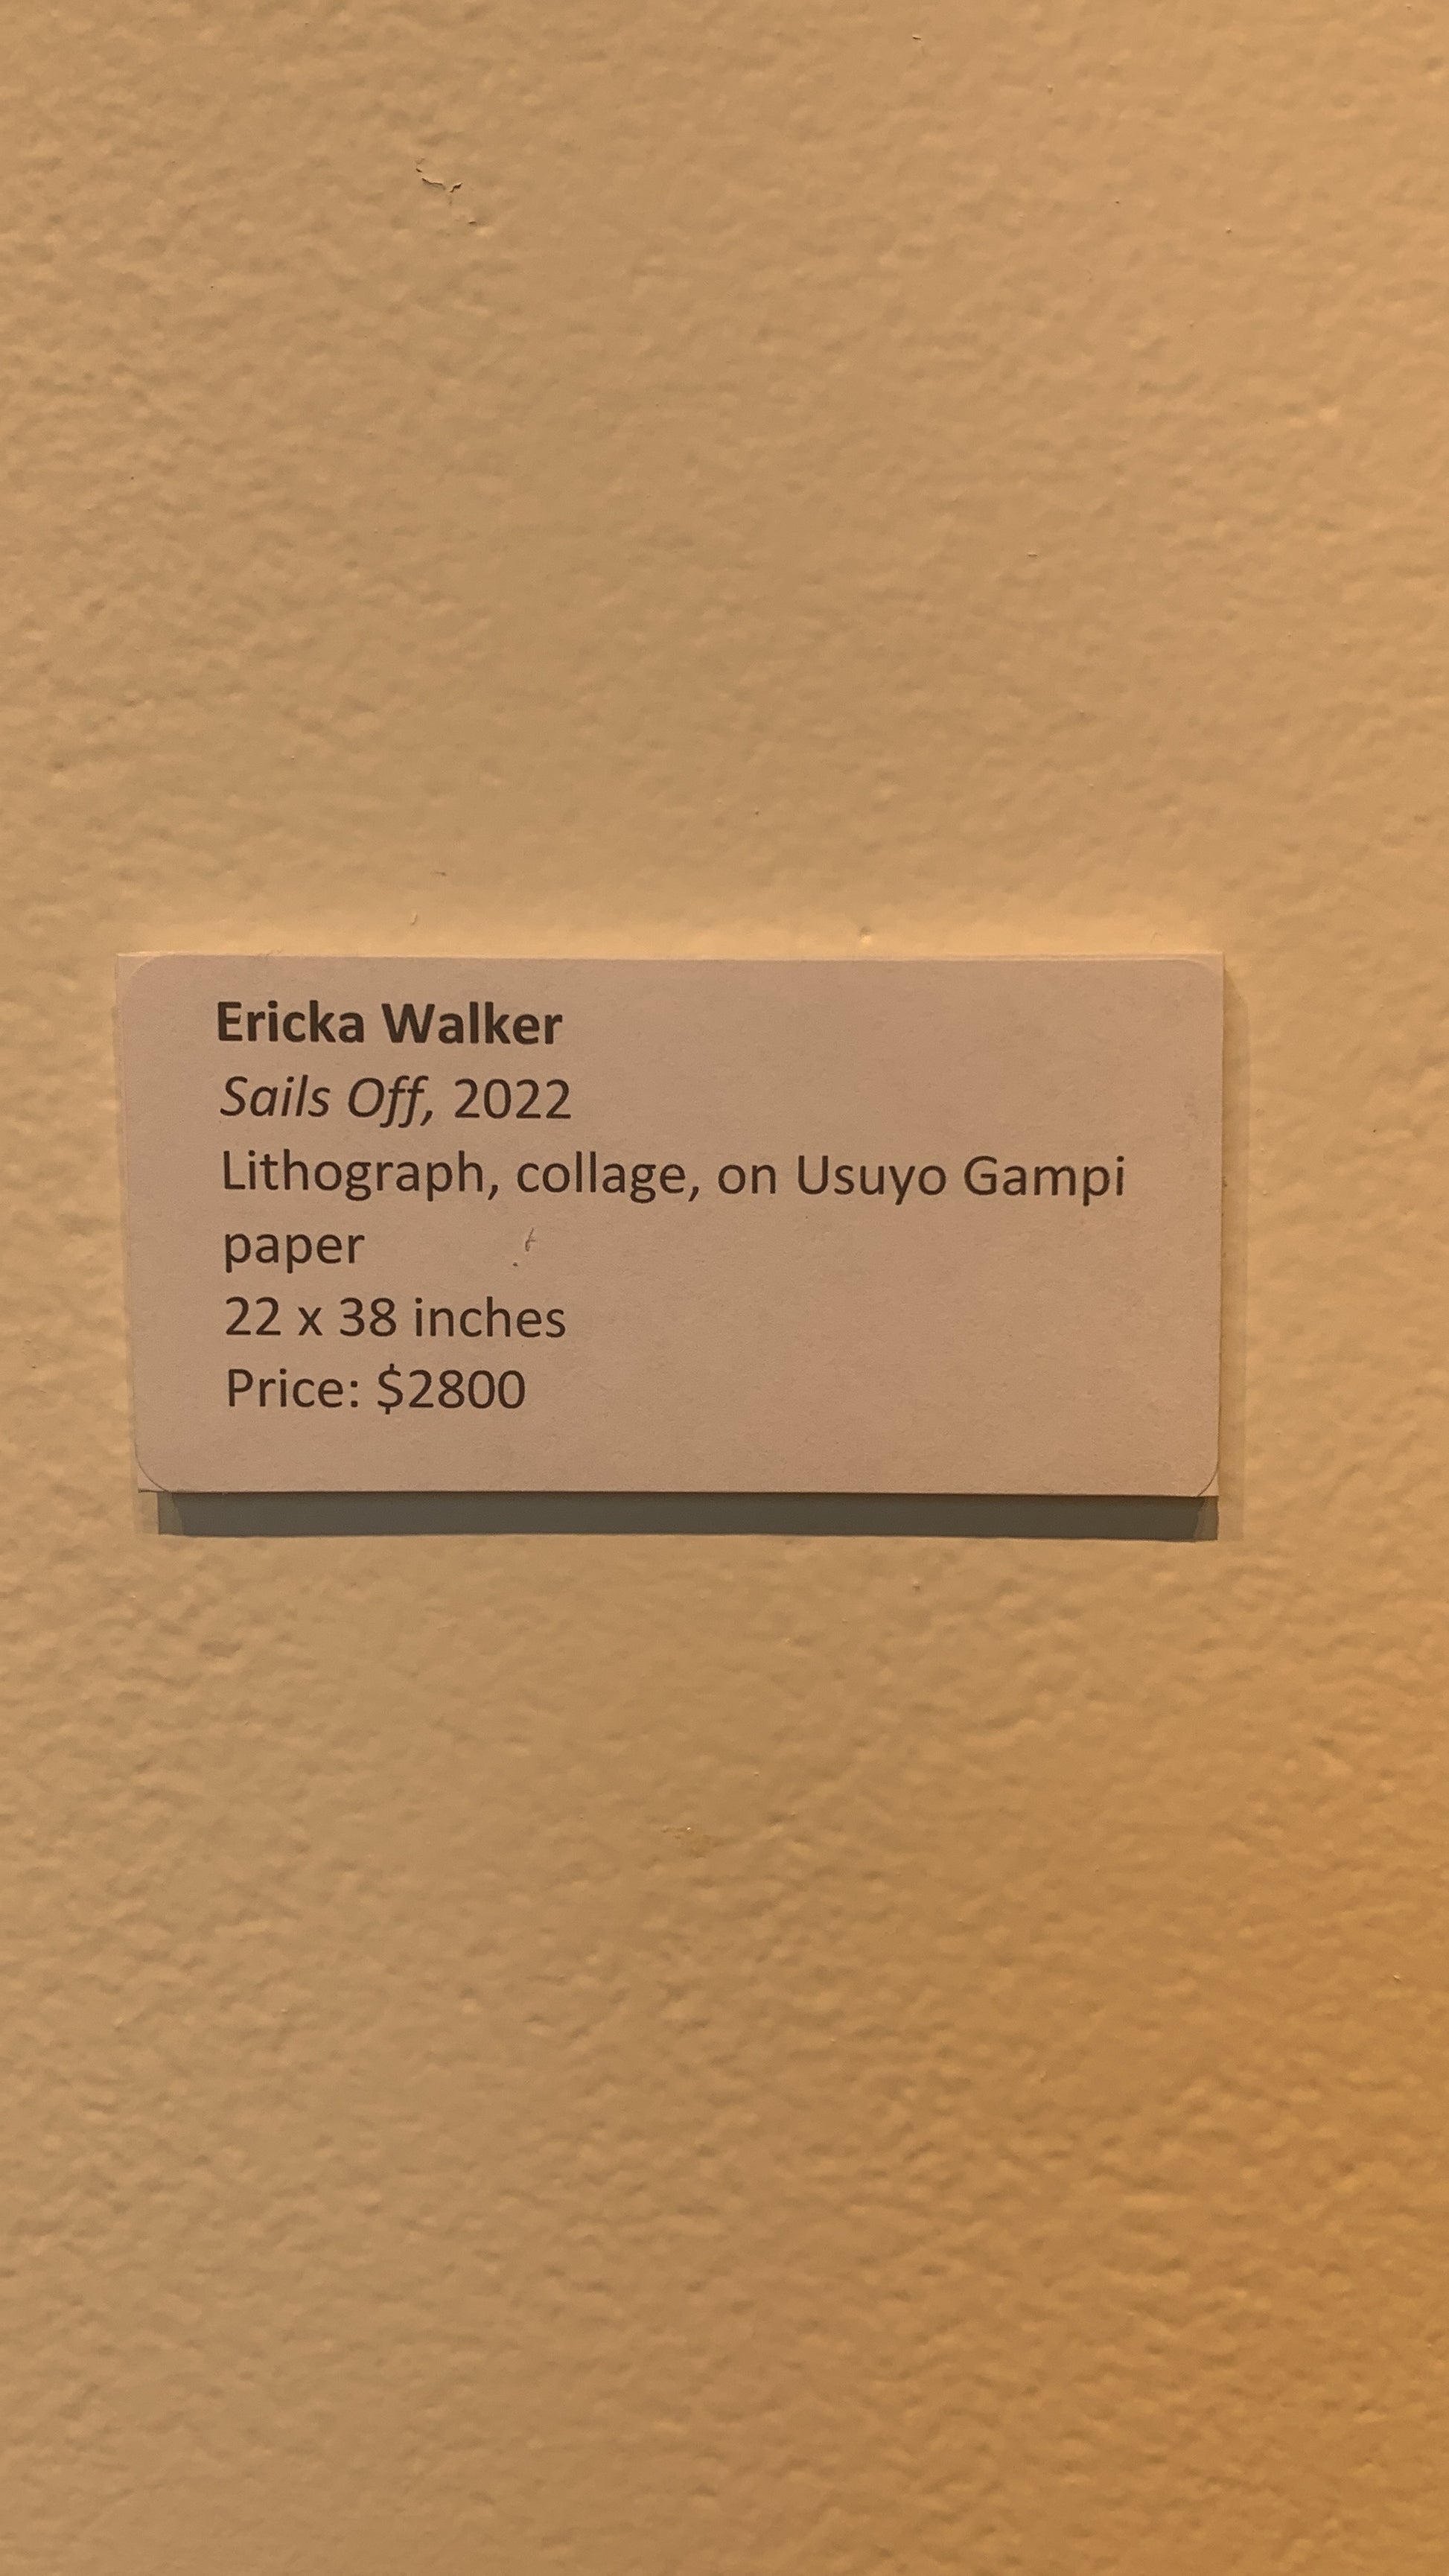 Ericka Walker
Sails Off, 2022
Lithograph, collage, on Usuyo Gampi
paper
22 x 38 inches
Price: $2800